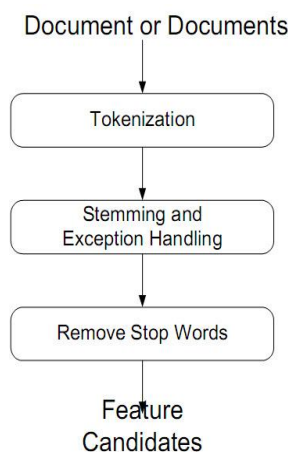 Document or Documents
Tokenization
Stemming and
Exception Handling
Remove Stop Words
Feature
Candidates